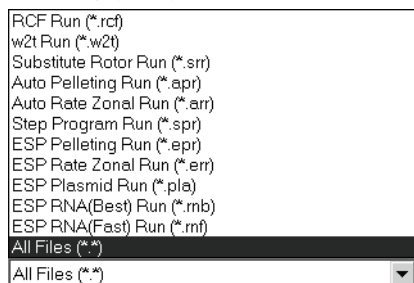 RCF Run (*.rcf)
w2t Run (*.w2t)
Substitute Rotor Run (*.srr)
Auto Pelleting Run (*.apr)
Auto Rate Zonal Run (*.arr)
Step Program Run (*.spr)
ESP Pelleting Run (*.epr)
ESP Rate Zonal Run (*.err)
ESP Plasmid Run (*.pla)
ESP RNA(Best) Run (*.rnb)
ESP RNA(Fast) Run (*.rnf)
All Files (*.*)
All Files (*.*)